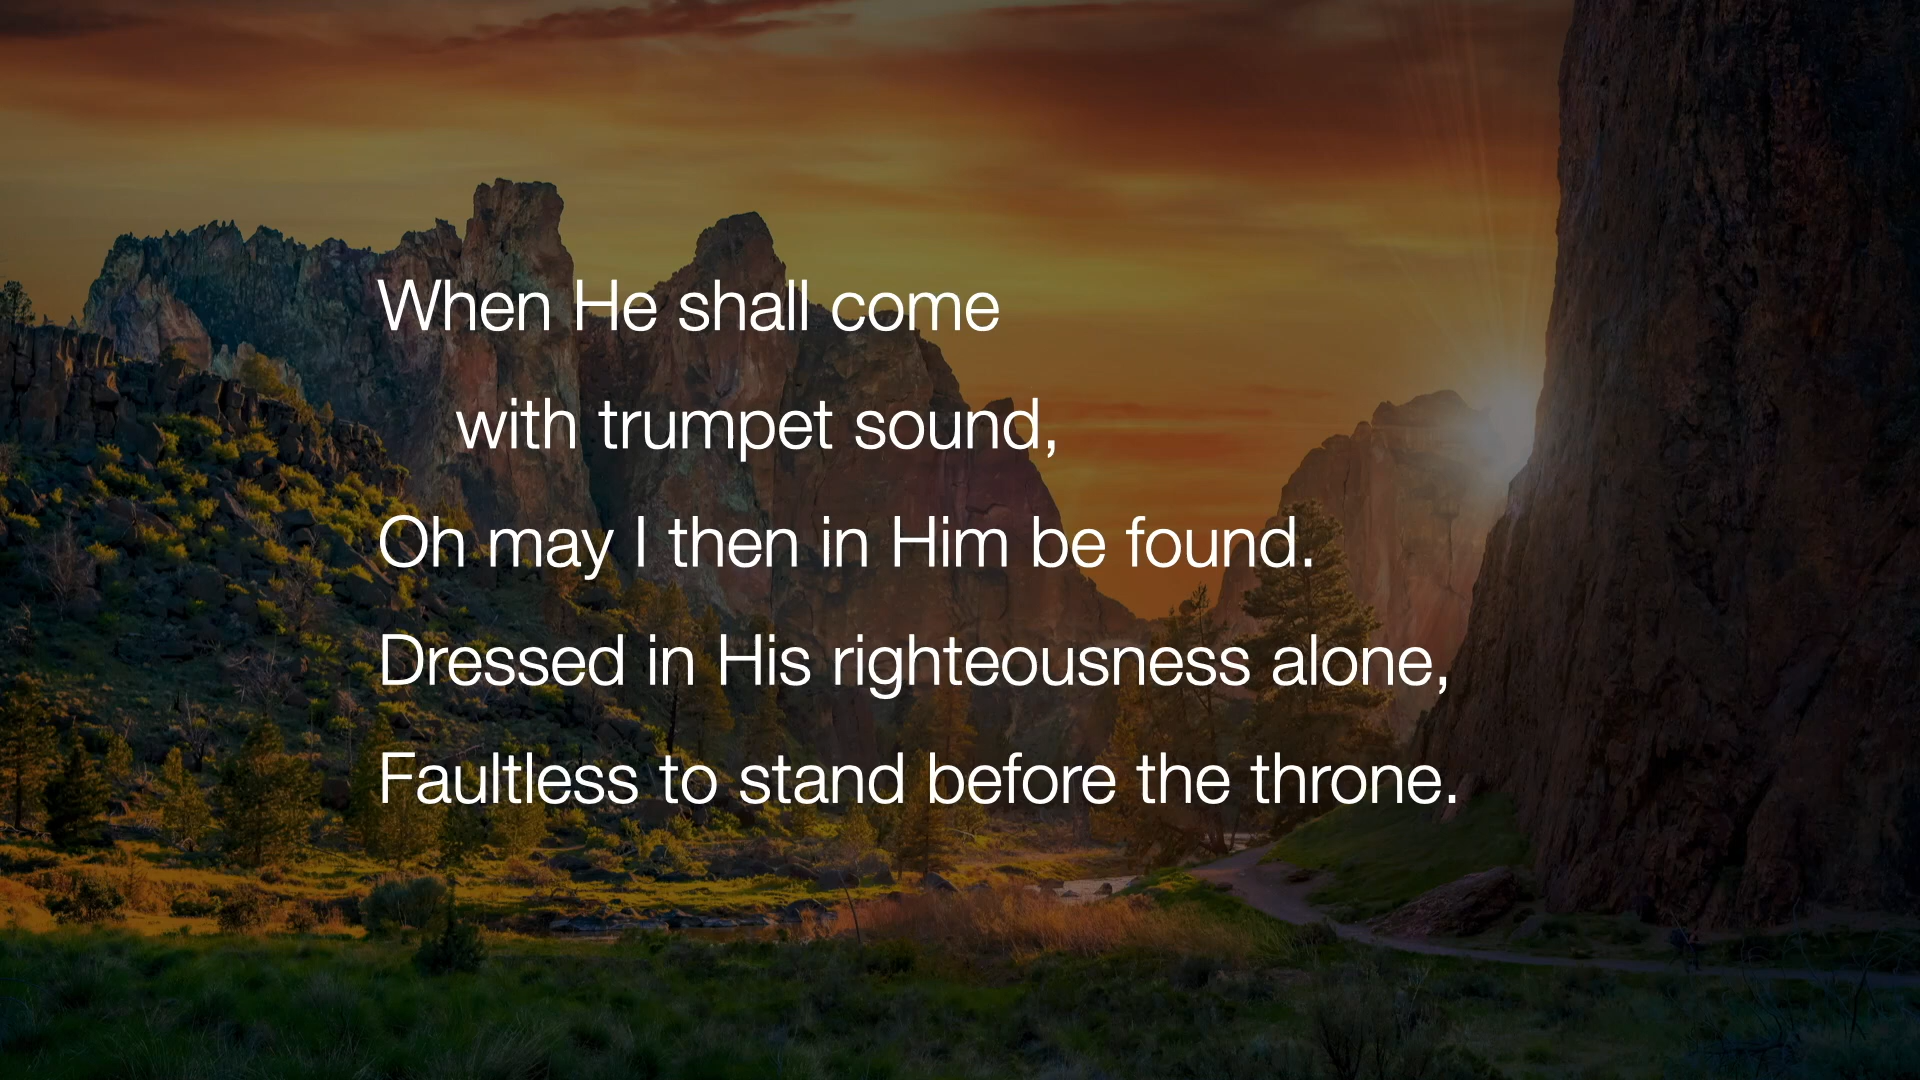 When He shall come
with trumpet sound,
Oh may I then in Him be found.
Dressed in His righteousness alone,
Faultless to stand before the throne.